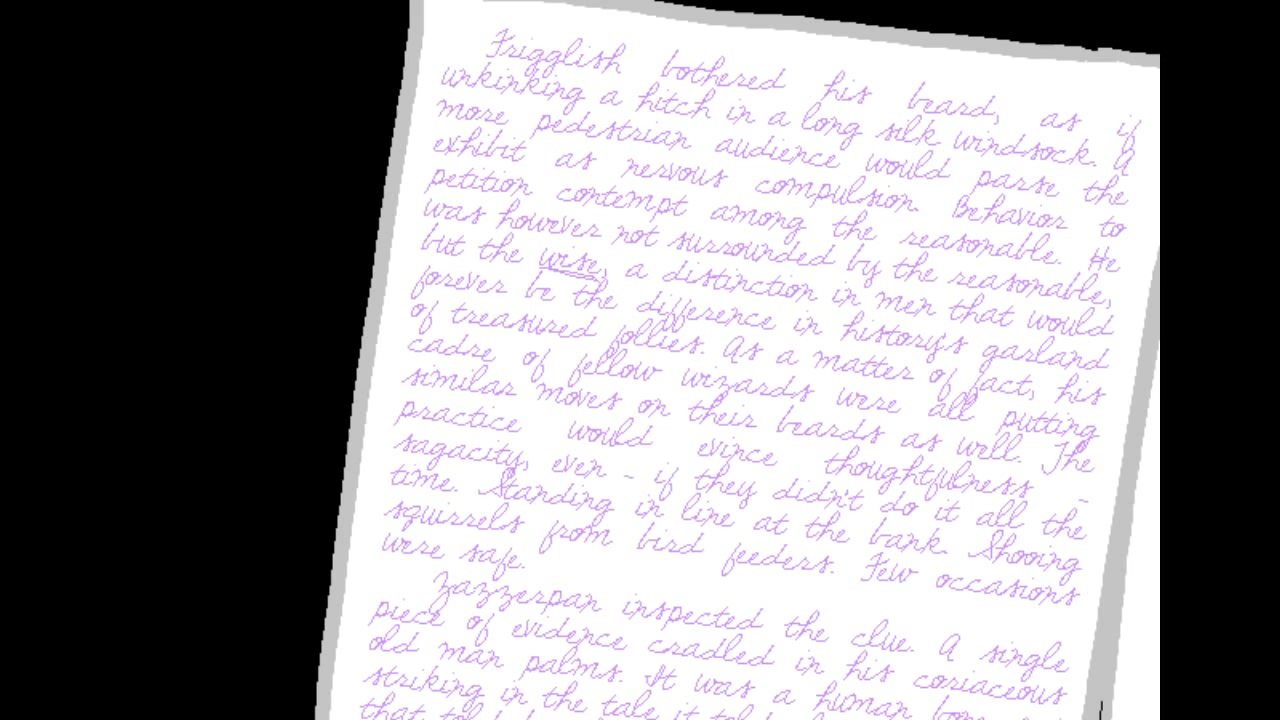 Frigglish bothered his beard, as if
unkinking a hitch in a long silk windsock. A
more pedestrian audience would parse the
exhibit as nervous compulsion. Behavior to
petition contempt among the reasonable. He
was however not surrounded by the reasonable,
but the wise, a distinction in men that would
forever be the difference in history's garland
of treasured follies. As a matter of fact, his
cadre of fellow wizards were all putting
similar moves on their beards as well. The
practice would evince thoughtfulness -
sagacity, even - if they didn't do it all the
time. Standing in line at the bank. Shooing
squirrels from bird feeders. Few occasions
were safe.
Zazzerpan inspected the clue. A single
piece of evidence cradled in his coriaceous
old man palms. It was a human bone
striking in the tale it
that